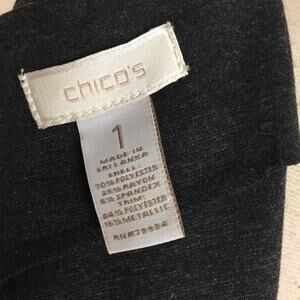 chico's
1
MADE IN
SRI LANKA
SHELL:
70% POLYESTER
25% RAYON
5% SPANDEX
TRIM:
84% POLYESTER
16% METALLIC